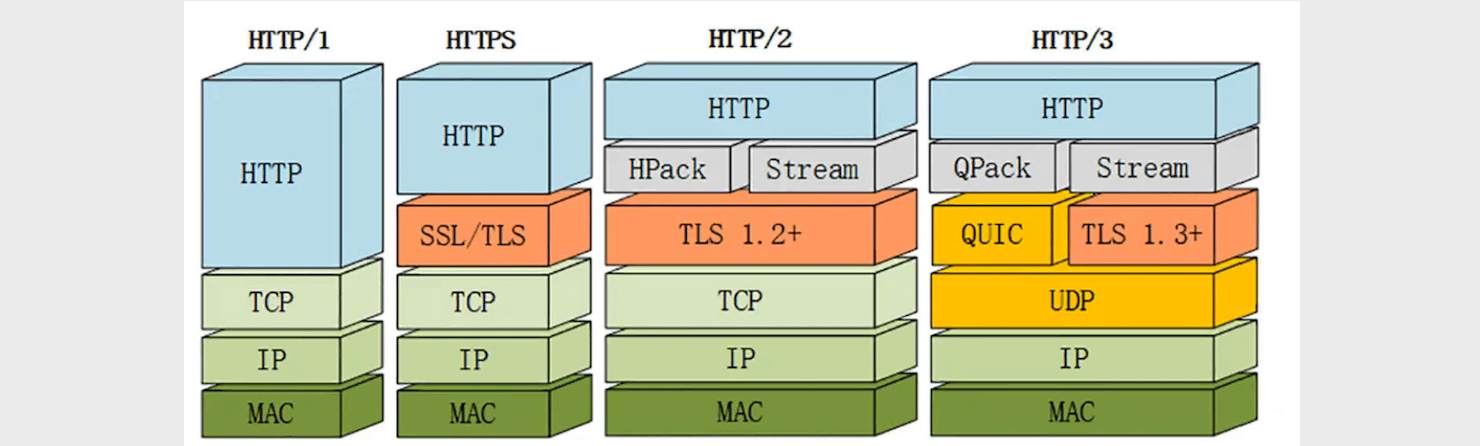 HTTP/1
HTTPS
HTTP/2
HTTP/3
HTTP
HTTP
HTTP
HTTP
HPack
Stream
QPack
Stream
SSL/TLS
TLS 1.2+
QUIC
TLS 1.3+
TCP
TCP
TCP
UDP
IP
IP
IP
IP
MAC
MAC
MAC
MAC